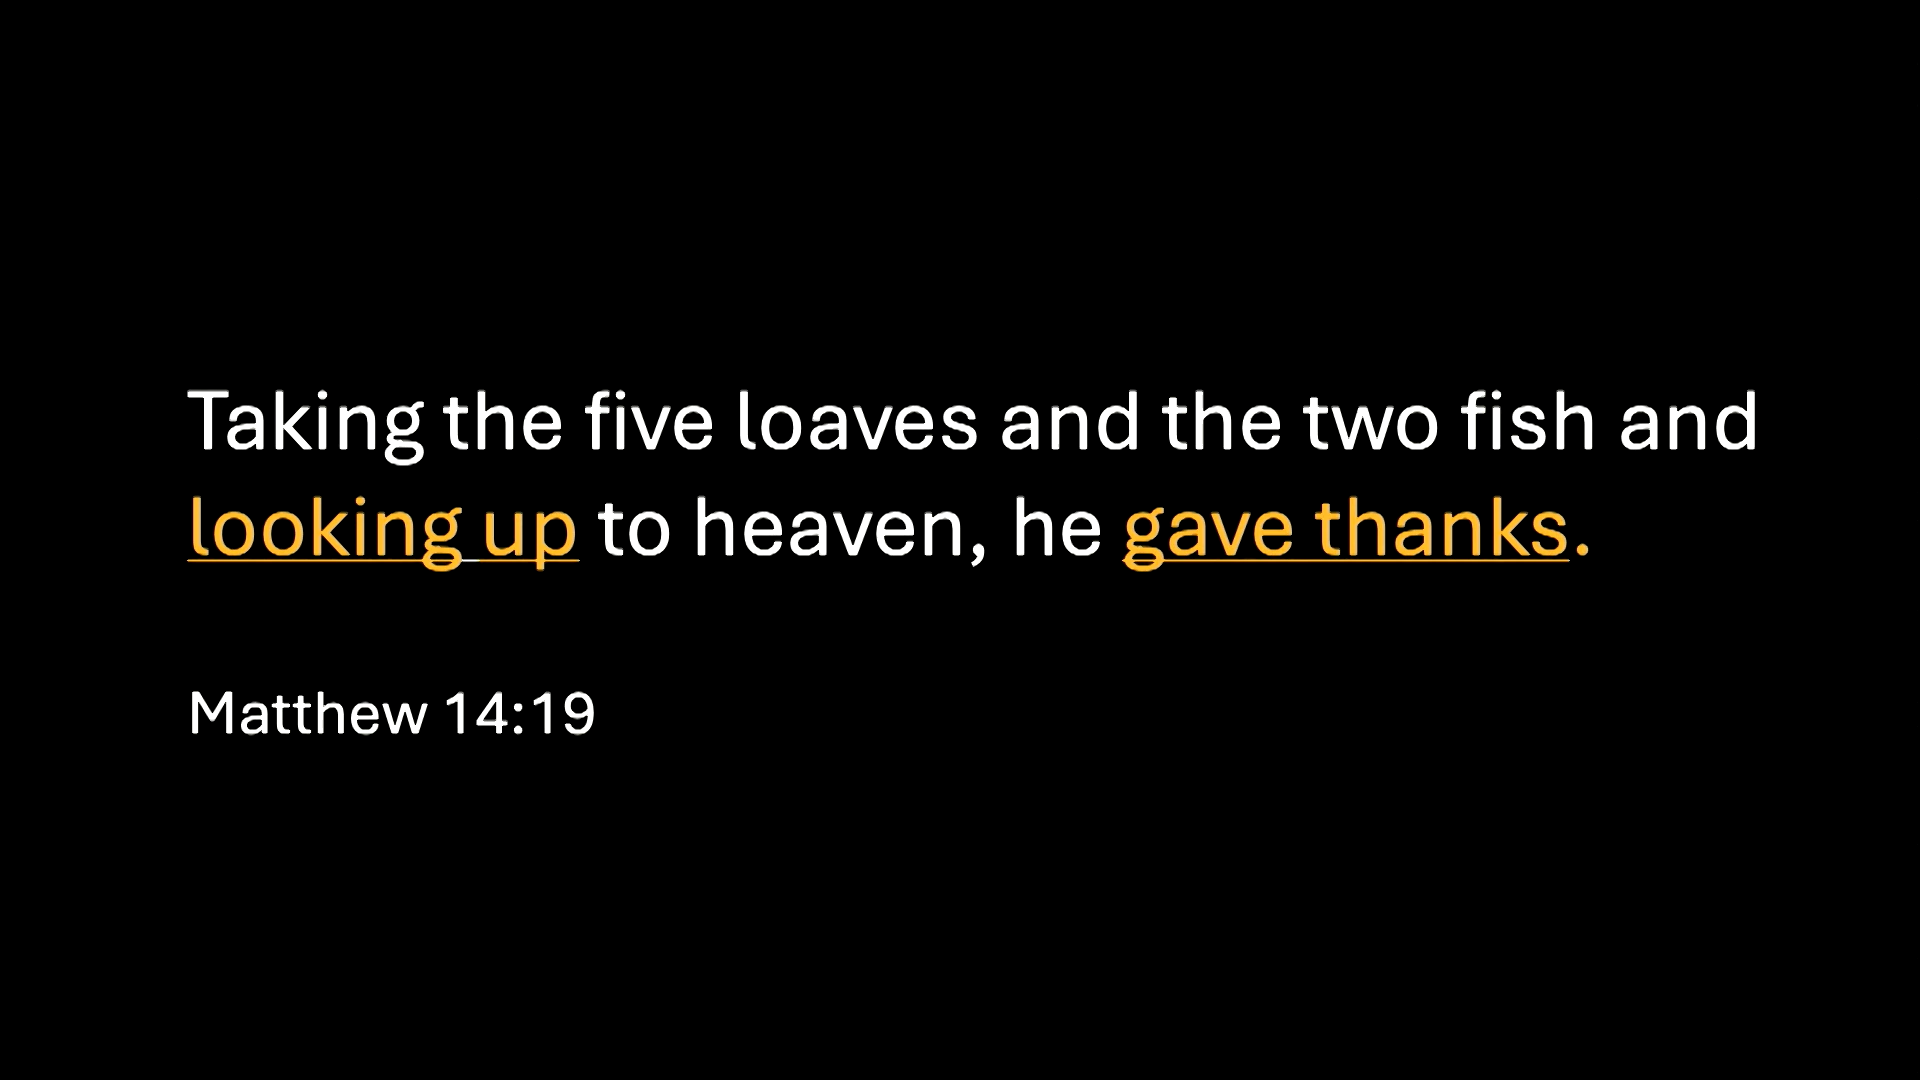 Taking the five loaves and the two fish and
looking up to heaven, he gave thanks.
Matthew 14:19